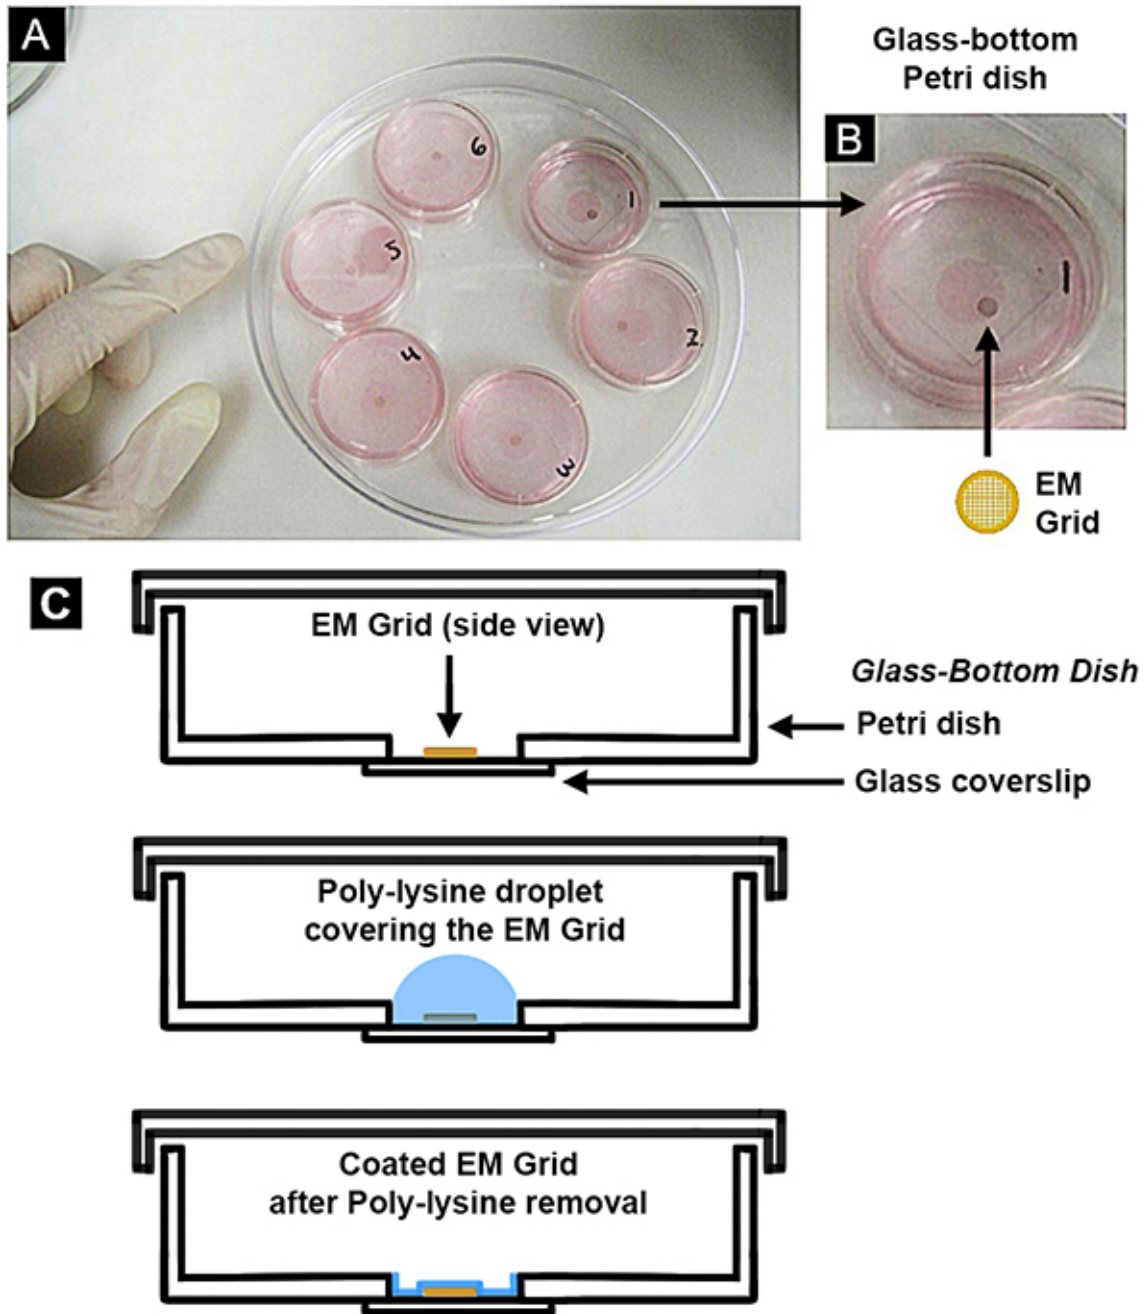 A
6
1
5
2
4
3
Glass-bottom
Petri dish
B
1
EM
Grid
C
EM Grid (side view)
Glass-Bottom Dish
Petri dish
Glass coverslip
Poly-lysine droplet
covering the EM Grid
Coated EM Grid
after Poly-lysine removal